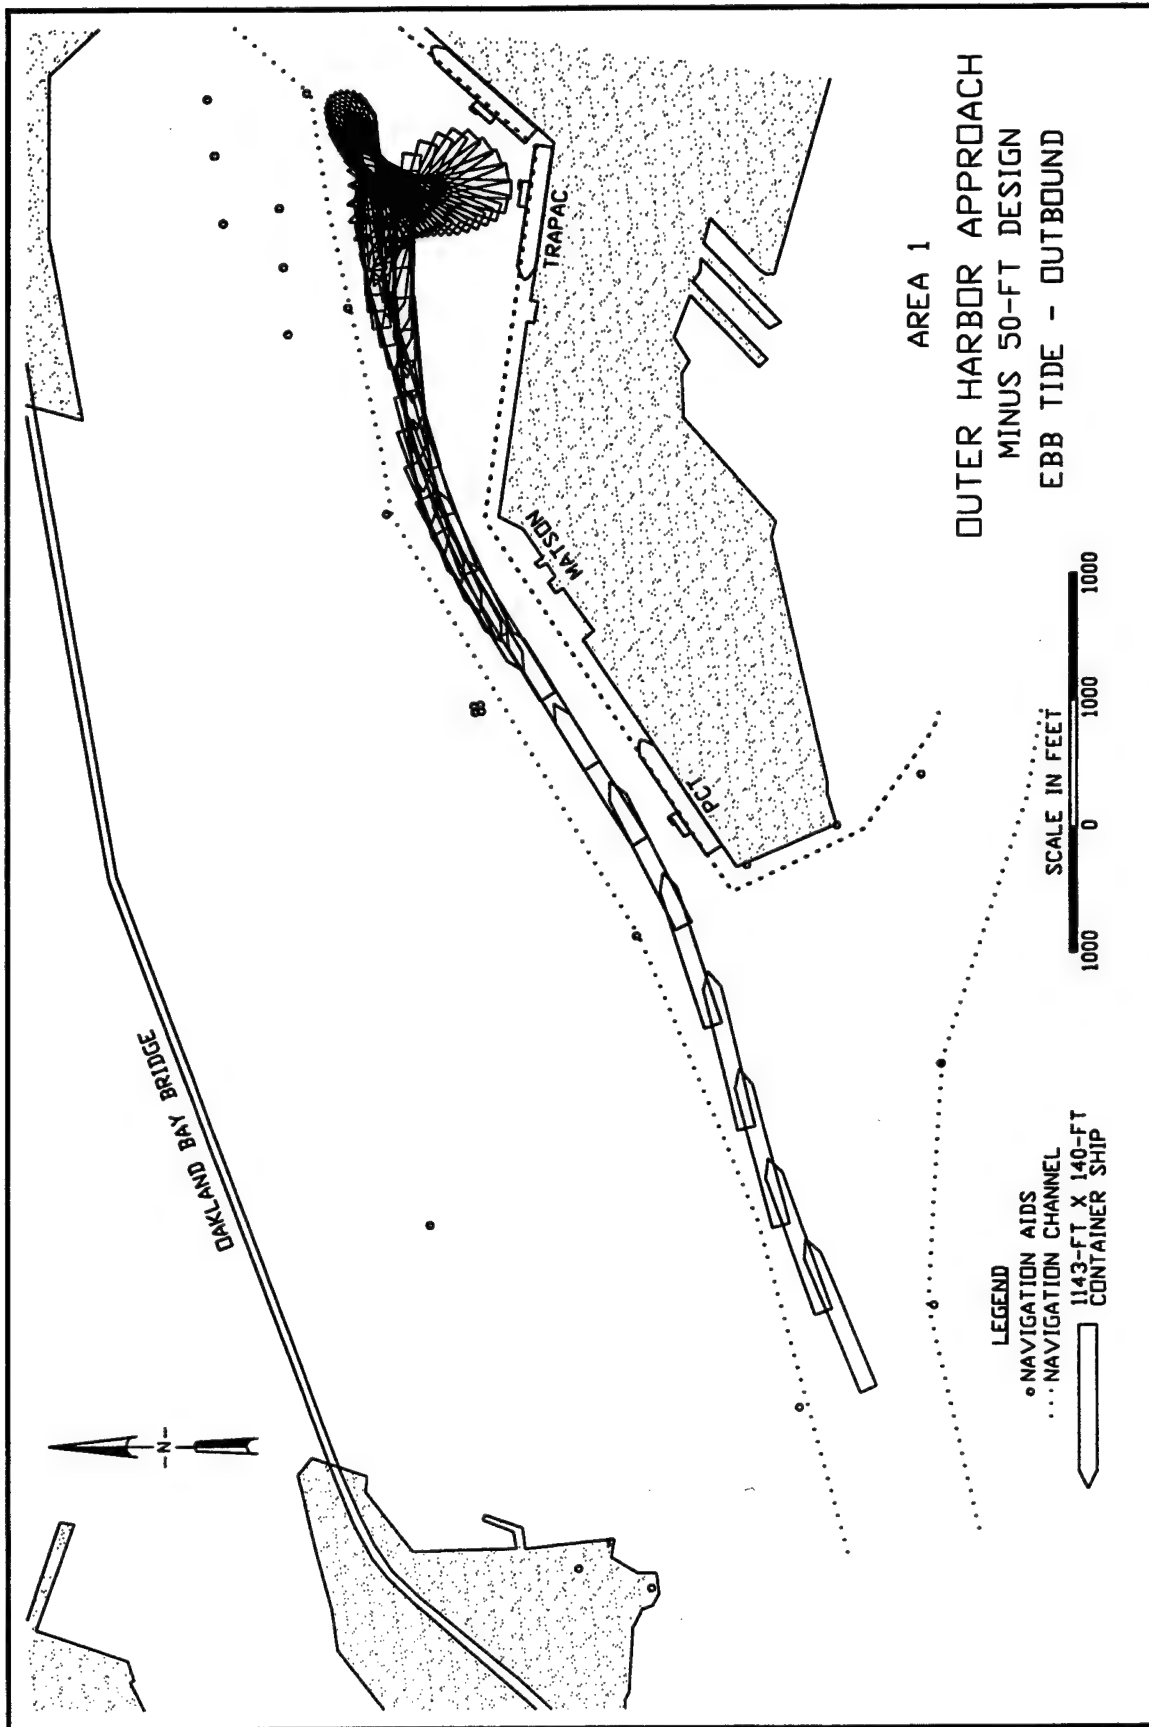 OAKLAND BAY BRIDGE
-N-
TRAPAC
MATSON
PCT
AREA 1
OUTER HARBOR APPROACH
MINUS 50-FT DESIGN
EBB TIDE - OUTBOUND
SCALE IN FEET
1000 0 1000 1000
LEGEND
NAVIGATION AIDS
NAVIGATION CHANNEL
1143-FT X 140-FT
CONTAINER SHIP